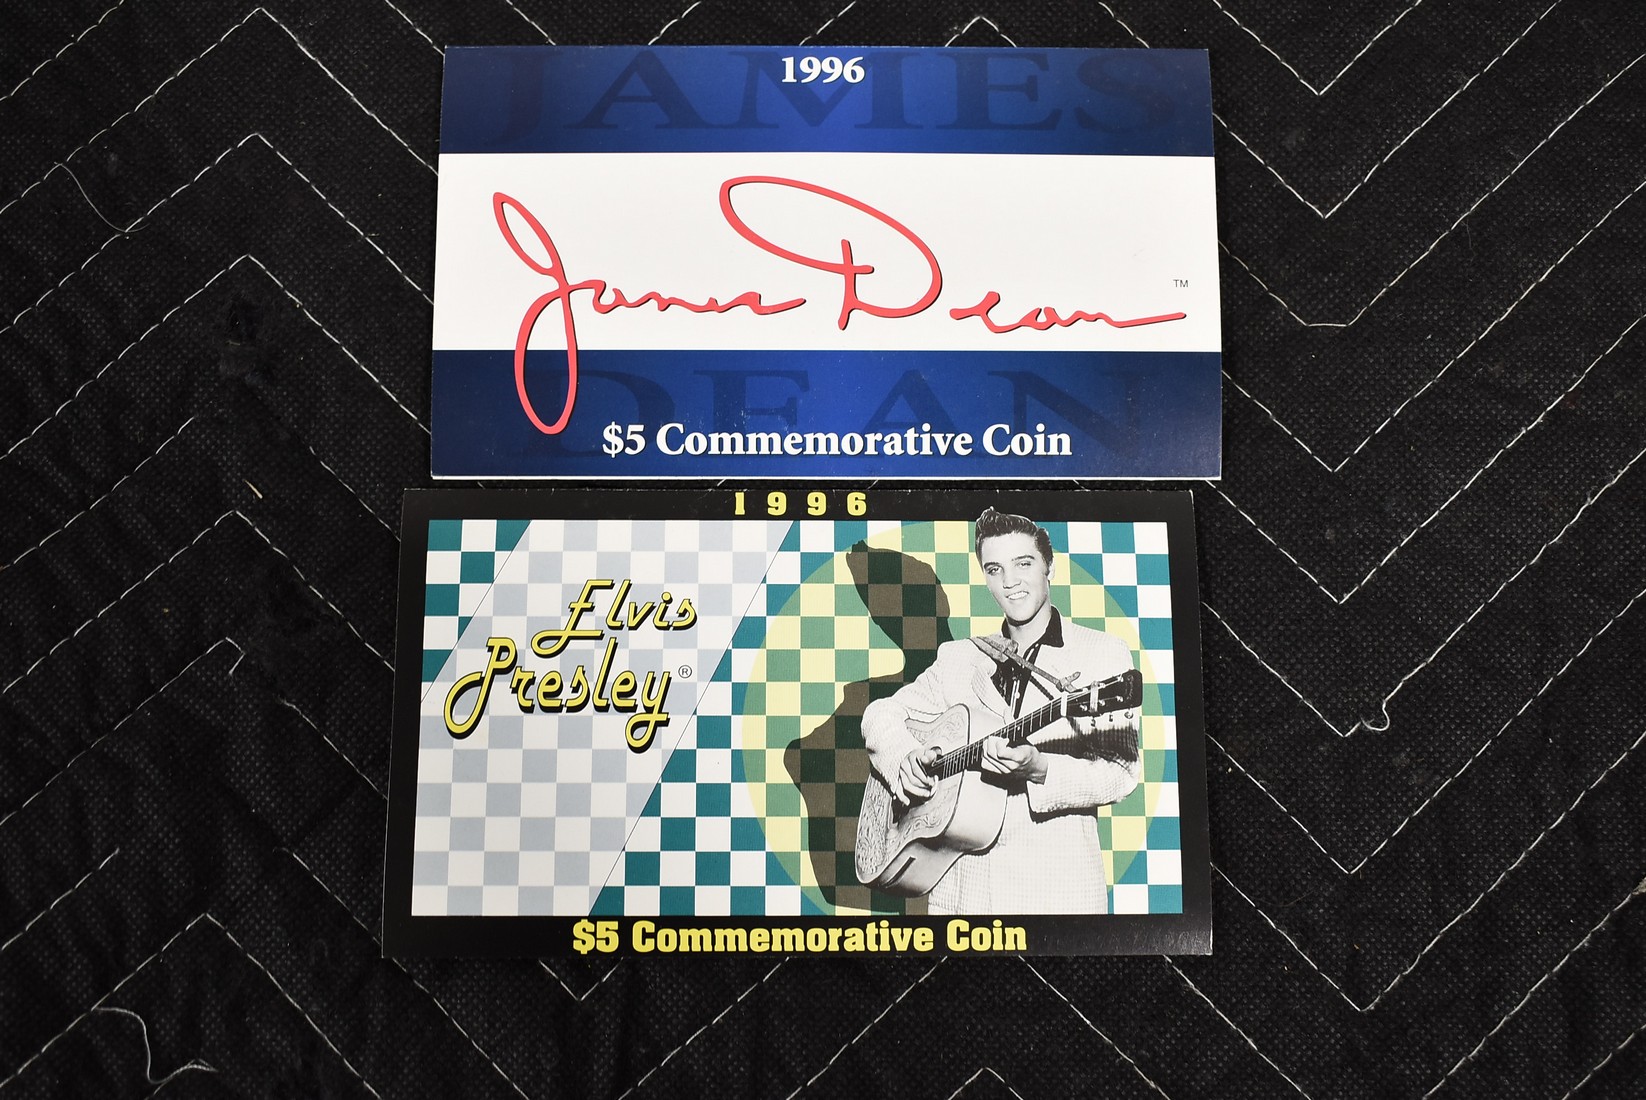 JAMES
1996
James Dean
TM
DEAN
$5 Commemorative Coin
1996
Elvis
Presley®
$5 Commemorative Coin